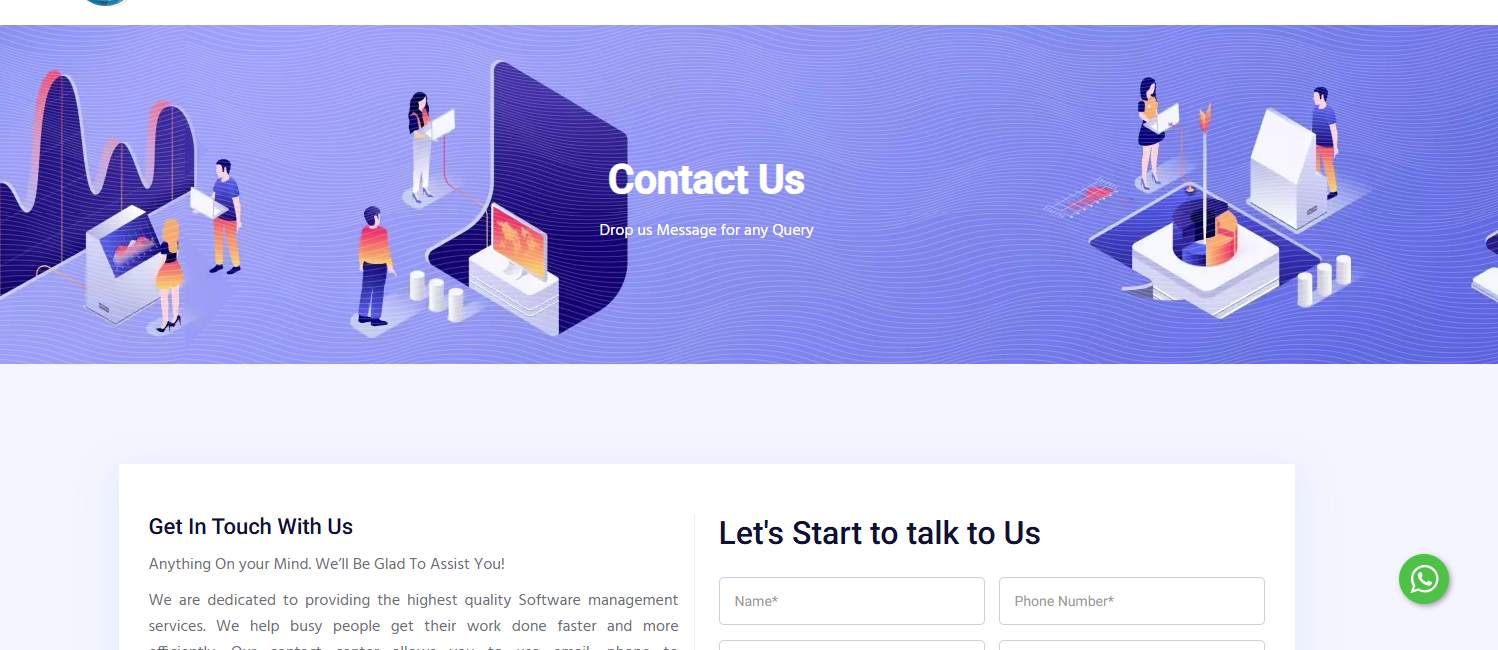 Contact Us
Drop us Message for any Query
Get In Touch With Us
Anything On your Mind. We’ll Be Glad To Assist You!
We are dedicated to providing the highest quality Software management
services. We help busy people get their work done faster and more
efficiently. Our contact center allows you to use email, phone to
Let's Start to talk to Us
Name*
Phone Number*